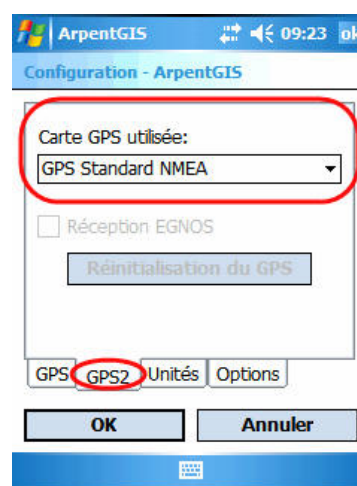 ArpentGIS 09:23 ok
Configuration - ArpentGIS
Carte GPS utilisée:
GPS Standard NMEA
Réception EGNOS
Réinitialisation du GPS
GPS GPS2 Unités Options
OK Annuler